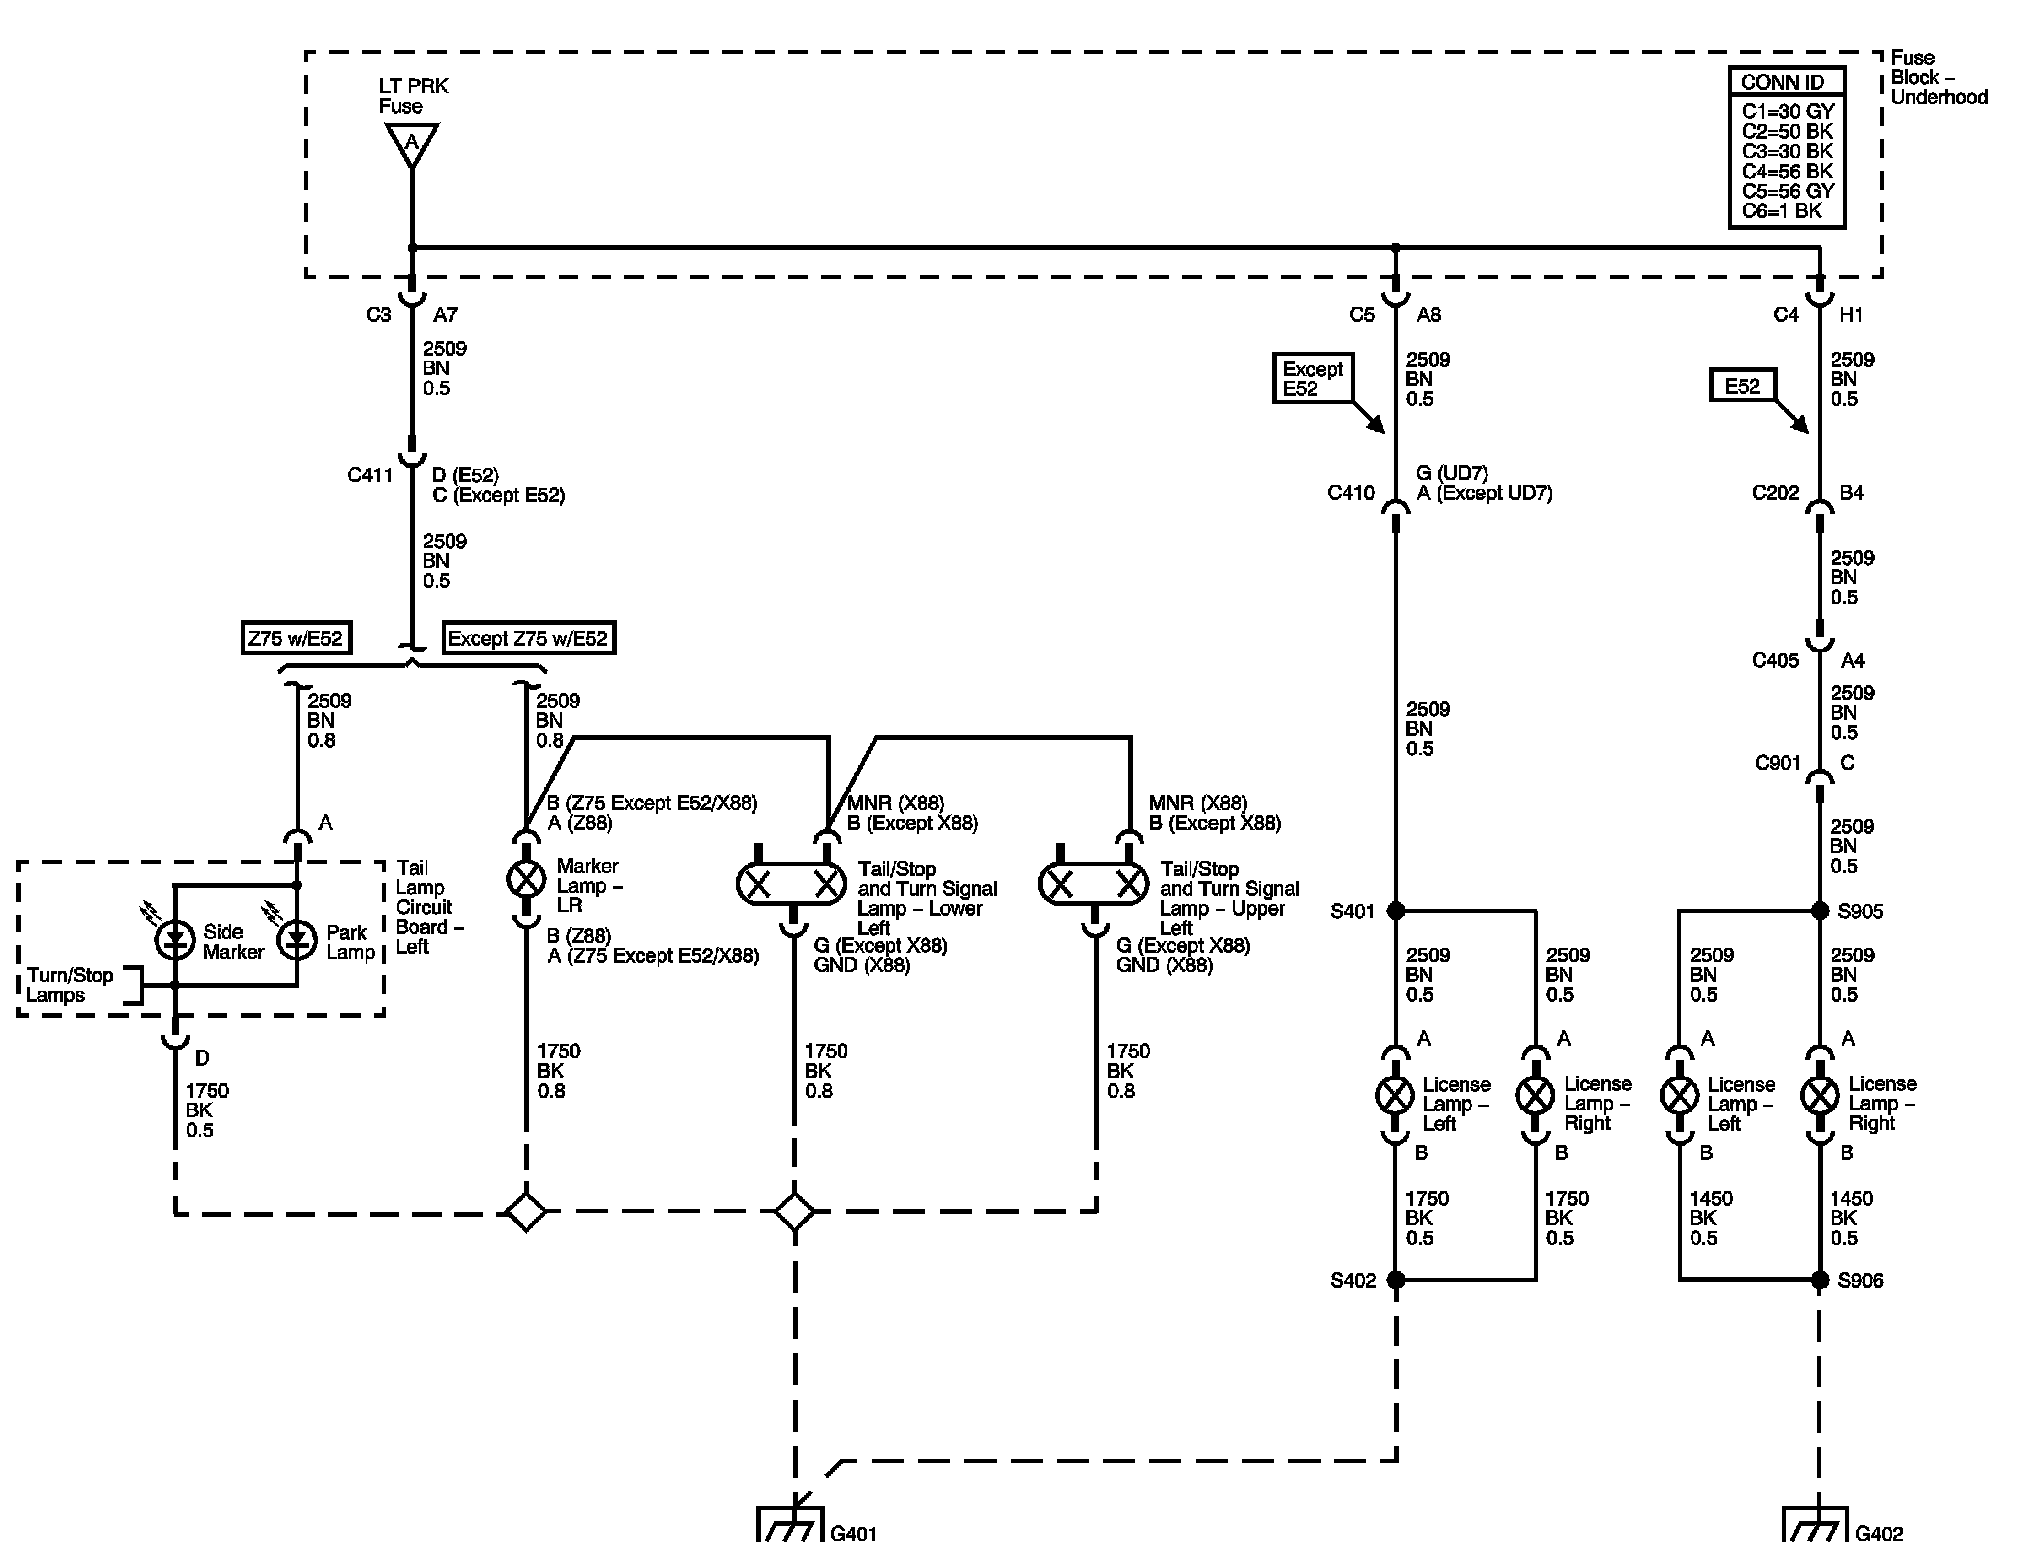 LT PRK
Fuse
A
CONN ID
C1=30 GY
C2=50 BK
C3=30 BK
C4=56 BK
C5=56 GY
C6=1 BK
Fuse
Block –
Underhood
C3
A7
C5
A8
C4
H1
2509
BN
0.5
Except
E52
2509
BN
0.5
E52
2509
BN
0.5
C411
D (E52)
C (Except E52)
C410
G (UD7)
A (Except UD7)
C202
B4
2509
BN
0.5
2509
BN
0.5
Z75 w/E52
Except Z75 w/E52
C405
A4
2509
BN
0.8
2509
BN
0.8
2509
BN
0.5
2509
BN
0.5
C901
C
A
B (Z75 Except E52/X88)
A (Z88)
MNR (X88)
B (Except X88)
MNR (X88)
B (Except X88)
2509
BN
0.5
Tail
Lamp
Circuit
Board –
Left
Marker
Lamp –
LR
Tail/Stop
and Turn Signal
Lamp – Lower
Left
Tail/Stop
and Turn Signal
Lamp – Upper
Left
Side
Marker
Park
Lamp
Turn/Stop
Lamps
B (Z88)
A (Z75 Except E52/X88)
G (Except X88)
GND (X88)
G (Except X88)
GND (X88)
S401
S905
2509
BN
0.5
2509
BN
0.5
2509
BN
0.5
2509
BN
0.5
D
1750
BK
0.5
1750
BK
0.8
1750
BK
0.8
1750
BK
0.8
A
A
A
A
License
Lamp –
Left
License
Lamp –
Right
License
Lamp –
Left
License
Lamp –
Right
B
B
B
B
1750
BK
0.5
1750
BK
0.5
1450
BK
0.5
1450
BK
0.5
S402
S906
G401
G402